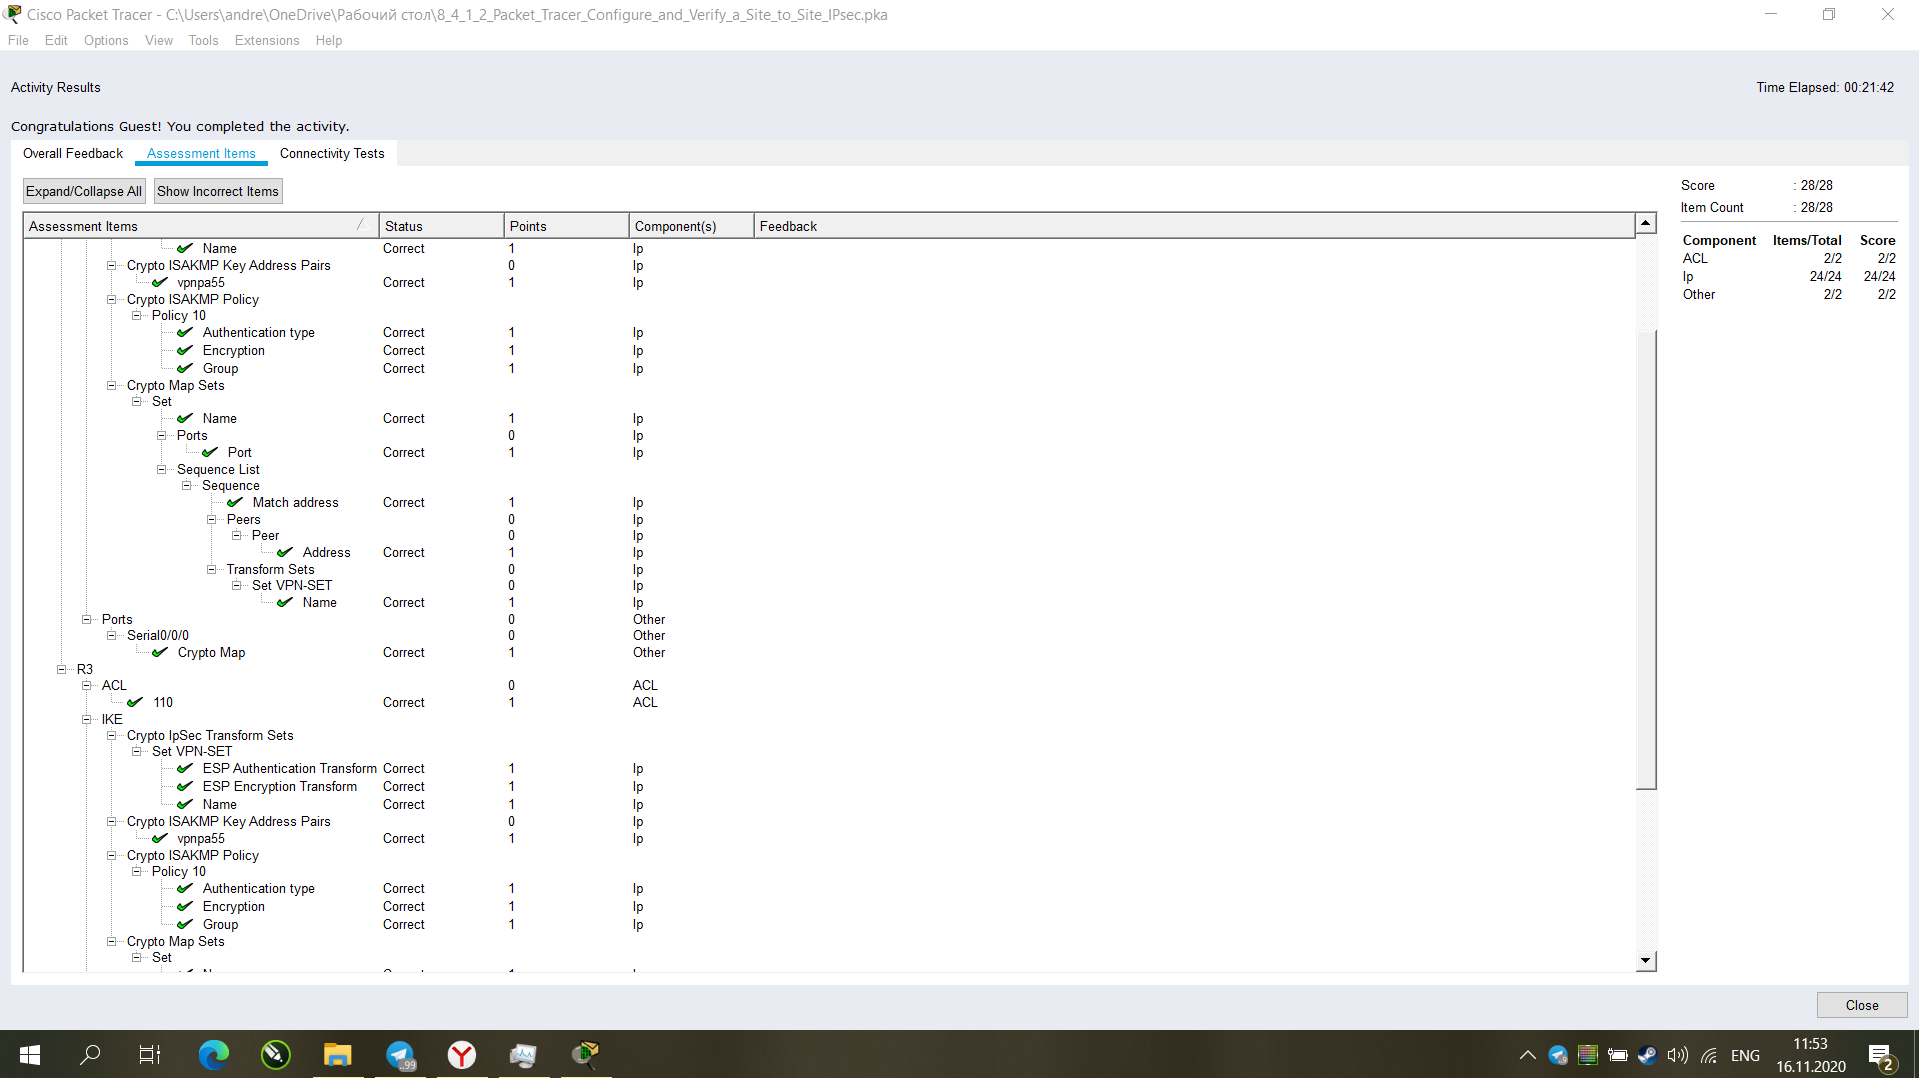 Cisco Packet Tracer - C:\Users\andre\OneDrive\Рабочий стол\8_4_1_2_Packet_Tracer_Configure_and_Verify_a_Site_to_Site_IPsec.pka
File Edit Options View Tools Extensions Help
Activity Results
Time Elapsed: 00:21:42
Congratulations Guest! You completed the activity.
Overall Feedback Assessment Items Connectivity Tests
Expand/Collapse All Show Incorrect Items
Assessment Items Status Points Component(s) Feedback
Name Correct 1 Ip
Crypto ISAKMP Key Address Pairs 0 Ip
vpnpa55 Correct 1 Ip
Crypto ISAKMP Policy
Policy 10
Authentication type Correct 1 Ip
Encryption Correct 1 Ip
Group Correct 1 Ip
Crypto Map Sets
Set
Name Correct 1 Ip
Ports 0 Ip
Port Correct 1 Ip
Sequence List
Sequence
Match address Correct 1 Ip
Peers 0 Ip
Peer 0 Ip
Address Correct 1 Ip
Transform Sets 0 Ip
Set VPN-SET 0 Ip
Name Correct 1 Ip
Ports 0 Other
Serial0/0/0 0 Other
Crypto Map Correct 1 Other
R3
ACL 0 ACL
110 Correct 1 ACL
IKE
Crypto IpSec Transform Sets
Set VPN-SET
ESP Authentication Transform Correct 1 Ip
ESP Encryption Transform Correct 1 Ip
Name Correct 1 Ip
Crypto ISAKMP Key Address Pairs 0 Ip
vpnpa55 Correct 1 Ip
Crypto ISAKMP Policy
Policy 10
Authentication type Correct 1 Ip
Encryption Correct 1 Ip
Group Correct 1 Ip
Crypto Map Sets
Set
Score : 28/28
Item Count : 28/28
Component Items/Total Score
ACL 2/2 2/2
Ip 24/24 24/24
Other 2/2 2/2
Close
99
ENG
11:53
16.11.2020
2